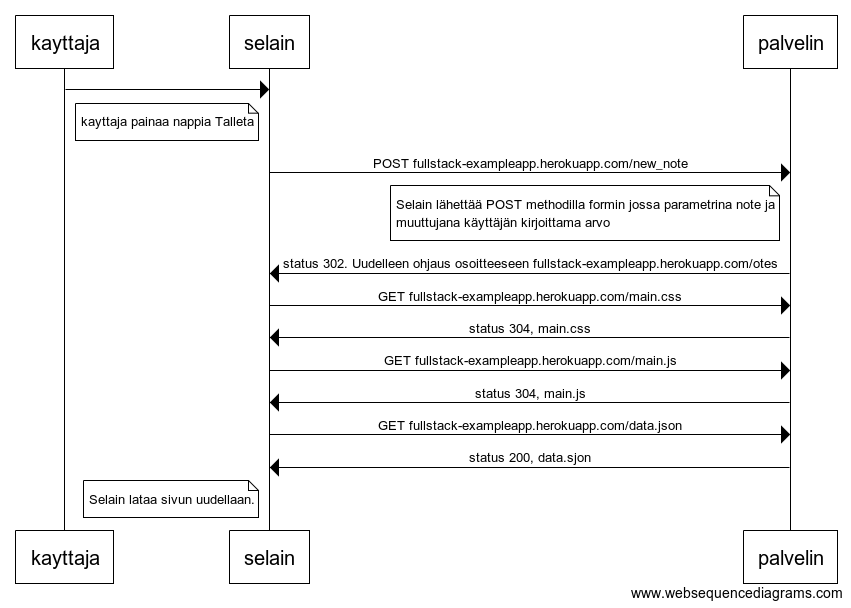 kayttaja
selain
palvelin
kayttaja painaa nappia Talleta
POST fullstack-exampleapp.herokuapp.com/new_note
Selain lähettää POST methodilla formin jossa parametrina note ja
muuttujana käyttäjän kirjoittama arvo
status 302. Uudelleen ohjaus osoitteeseen fullstack-exampleapp.herokuapp.com/otes
GET fullstack-exampleapp.herokuapp.com/main.css
status 304, main.css
GET fullstack-exampleapp.herokuapp.com/main.js
status 304, main.js
GET fullstack-exampleapp.herokuapp.com/data.json
status 200, data.sjon
Selain lataa sivun uudellaan.
kayttaja
selain
palvelin
www.websequencediagrams.com